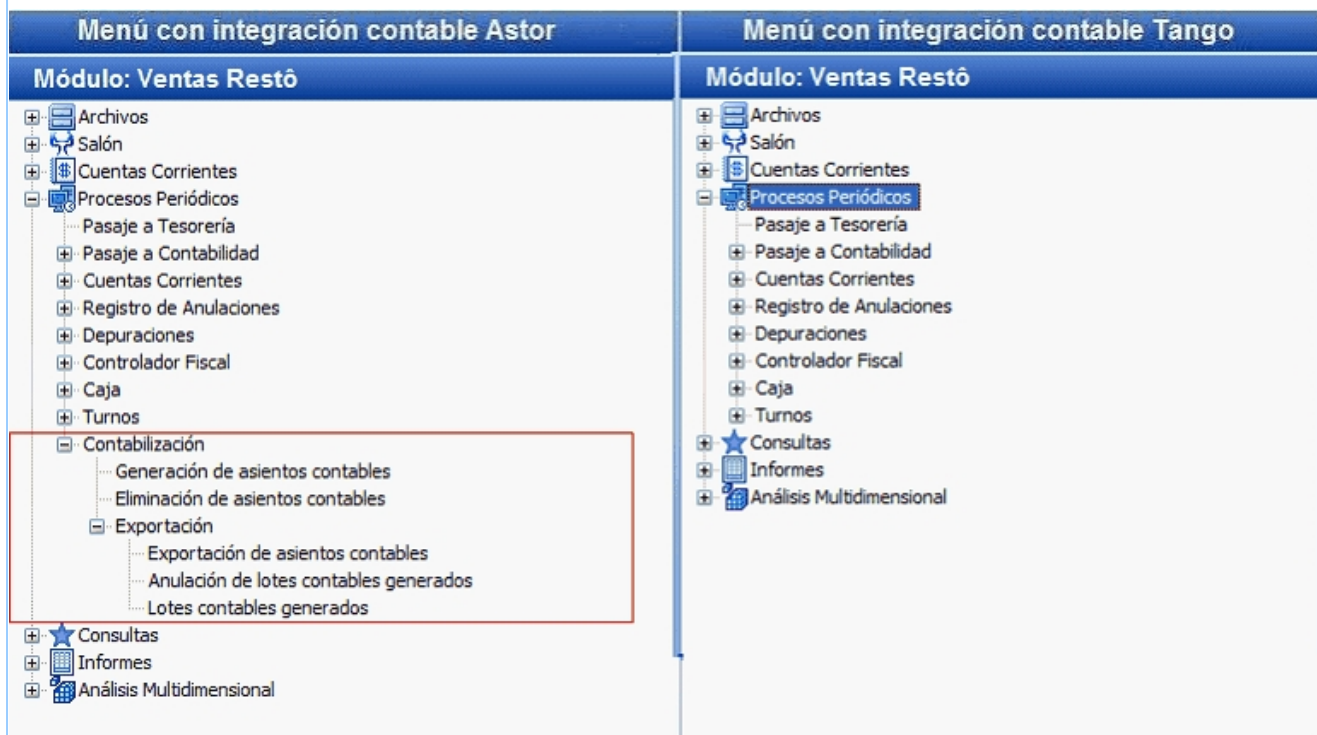 Menú con integración contable Astor
Módulo: Ventas Restô
Archivos
Salón
Cuentas Corrientes
Procesos Periódicos
Pasaje a Tesorería
Pasaje a Contabilidad
Cuentas Corrientes
Registro de Anulaciones
Depuraciones
Controlador Fiscal
Caja
Turnos
Contabilización
Generación de asientos contables
Eliminación de asientos contables
Exportación
Exportación de asientos contables
Anulación de lotes contables generados
Lotes contables generados
Consultas
Informes
Análisis Multidimensional
Menú con integración contable Tango
Módulo: Ventas Restô
Archivos
Salón
Cuentas Corrientes
Procesos Periódicos
Pasaje a Tesorería
Pasaje a Contabilidad
Cuentas Corrientes
Registro de Anulaciones
Depuraciones
Controlador Fiscal
Caja
Turnos
Consultas
Informes
Análisis Multidimensional